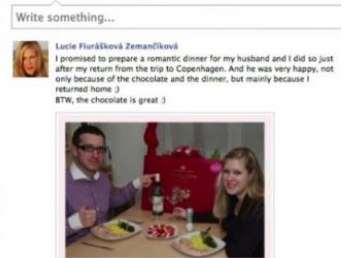 Write something...
Lucie Fiurášková Zemančíková
I promised to prepare a romantic dinner for my husband and I did so just
after my return from the trip to Copenhagen. And he was very happy, not
only because of the chocolate and the dinner, but mainly because I
returned home ;)
BTW, the chocolate is great :)